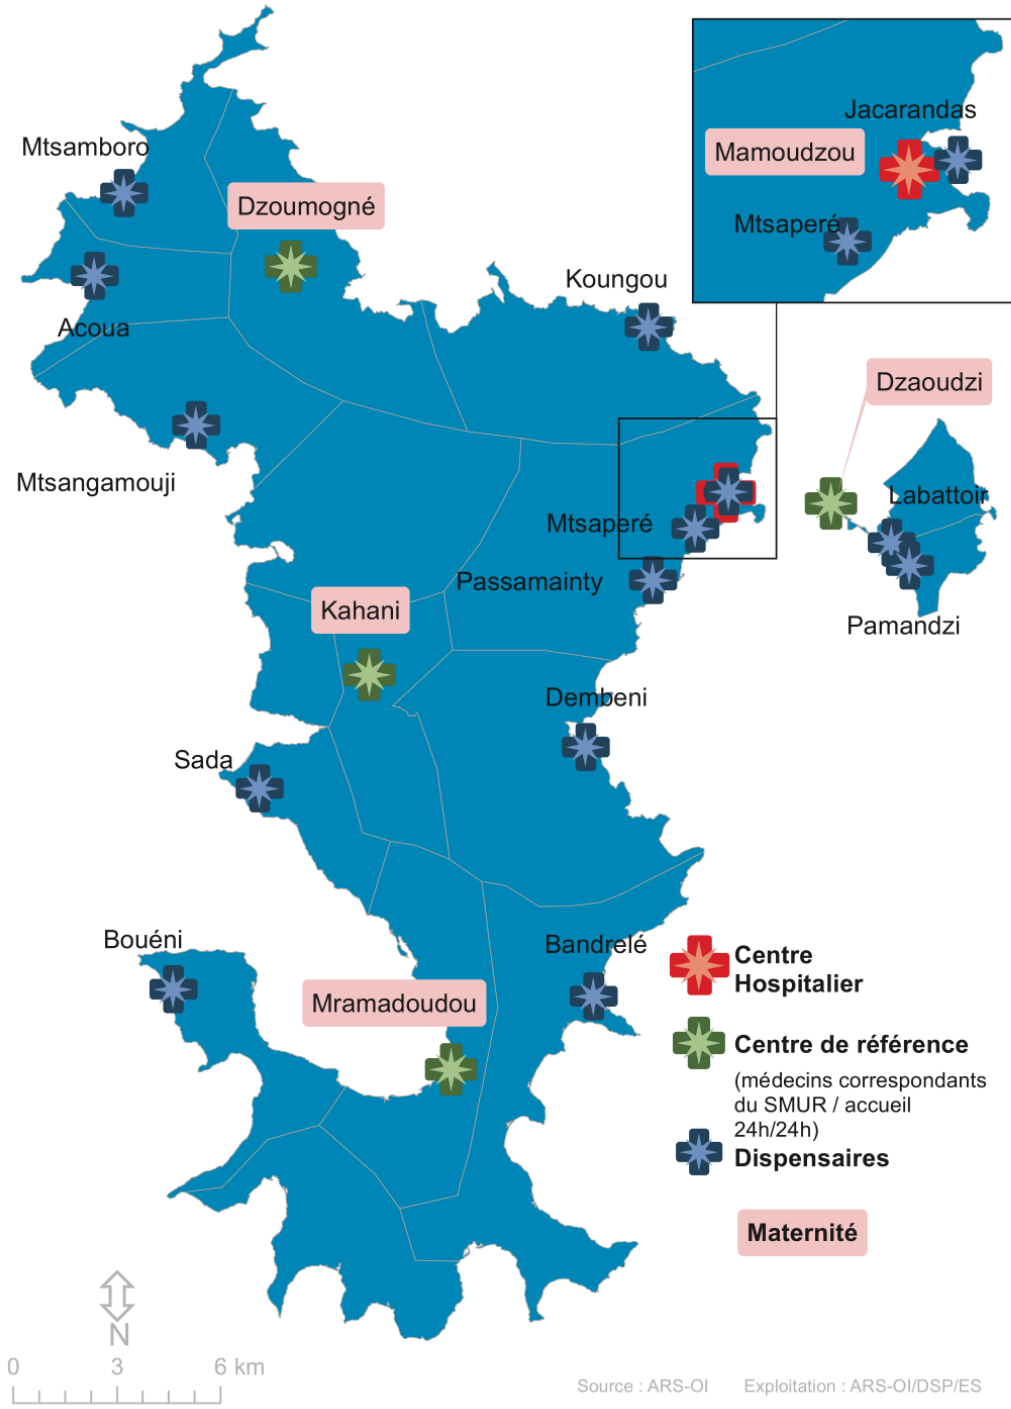 Jacarandas
Mamoudzou
Mtsaperé
Mtsamboro
Dzoumogné
Koungou
Acoua
Dzaoudzi
Mtsangamouji
Labattoir
Mtsaperé
Passamainty
Kahani
Pamandzi
Dembeni
Sada
Bouéni
Bandrelé
Mramadoudou
Centre
Hospitalier
Centre de référence
(médecins correspondants
du SMUR / accueil
24h/24h)
Dispensaires
Maternité
N
0 3 6 km
Source : ARS-OI Exploitation : ARS-OI/DSP/ES